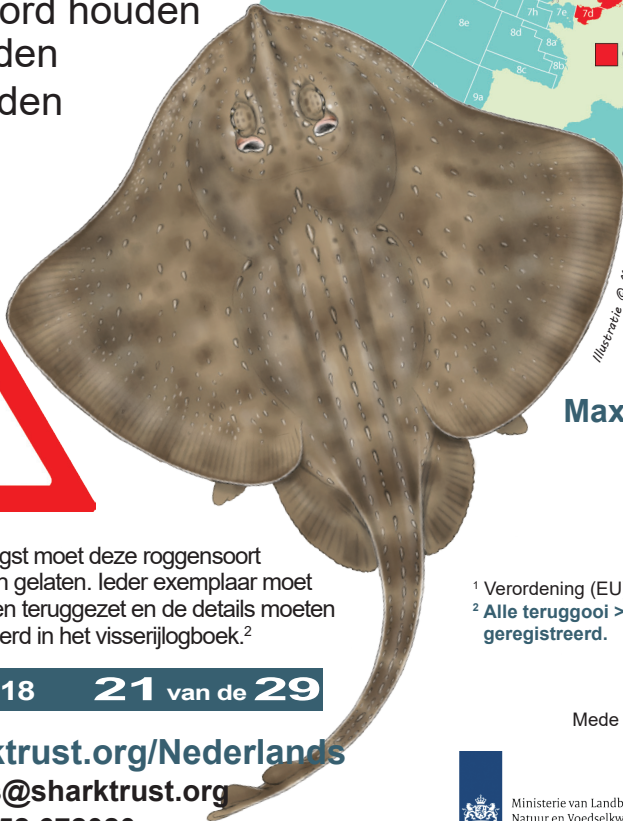 ord houden
den
den
8e
7h
7e
7d
8d
8a
8c
8b
9a
Illustratie ©
Max
gst moet deze roggensoort
n gelaten. Ieder exemplaar moet
en teruggezet en de details moeten
erd in het visserijlogboek.²
¹ Verordening (EU
² Alle teruggooi >
geregistreerd.
18 21 van de 29
Mede
ktrust.org/Nederlands
s@sharktrust.org
Ministerie van Landb
Natuur en Voedselkw